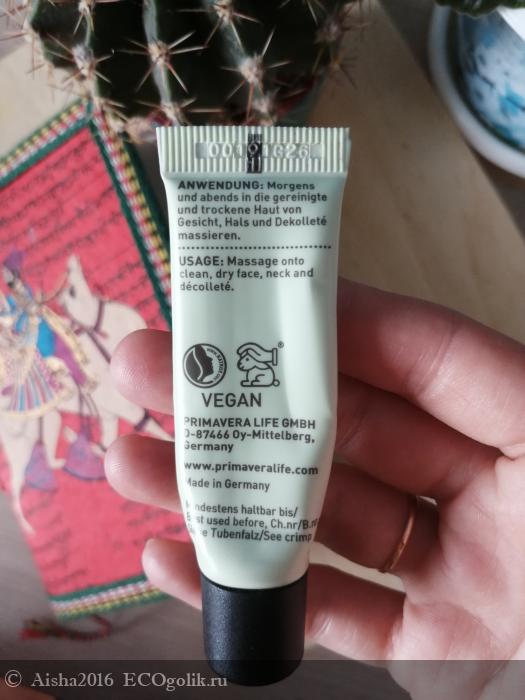 ANWENDUNG: Morgens
und abends in die gereinigte
und trockene Haut von
Gesicht, Hals und Dekolleté
massieren.
USAGE: Massage onto
clean, dry face, neck and
décolleté.
VEGAN
PRIMAVERA LIFE GMBH
D-87466 Oy-Mittelberg,
Germany
www.primaveralife.com
Made in Germany
Mindestens haltbar bis/
Best used before, Ch.nr/B.nr
Siehe Tubenfalz/See crimp
© Aisha2016 ECOgolik.ru